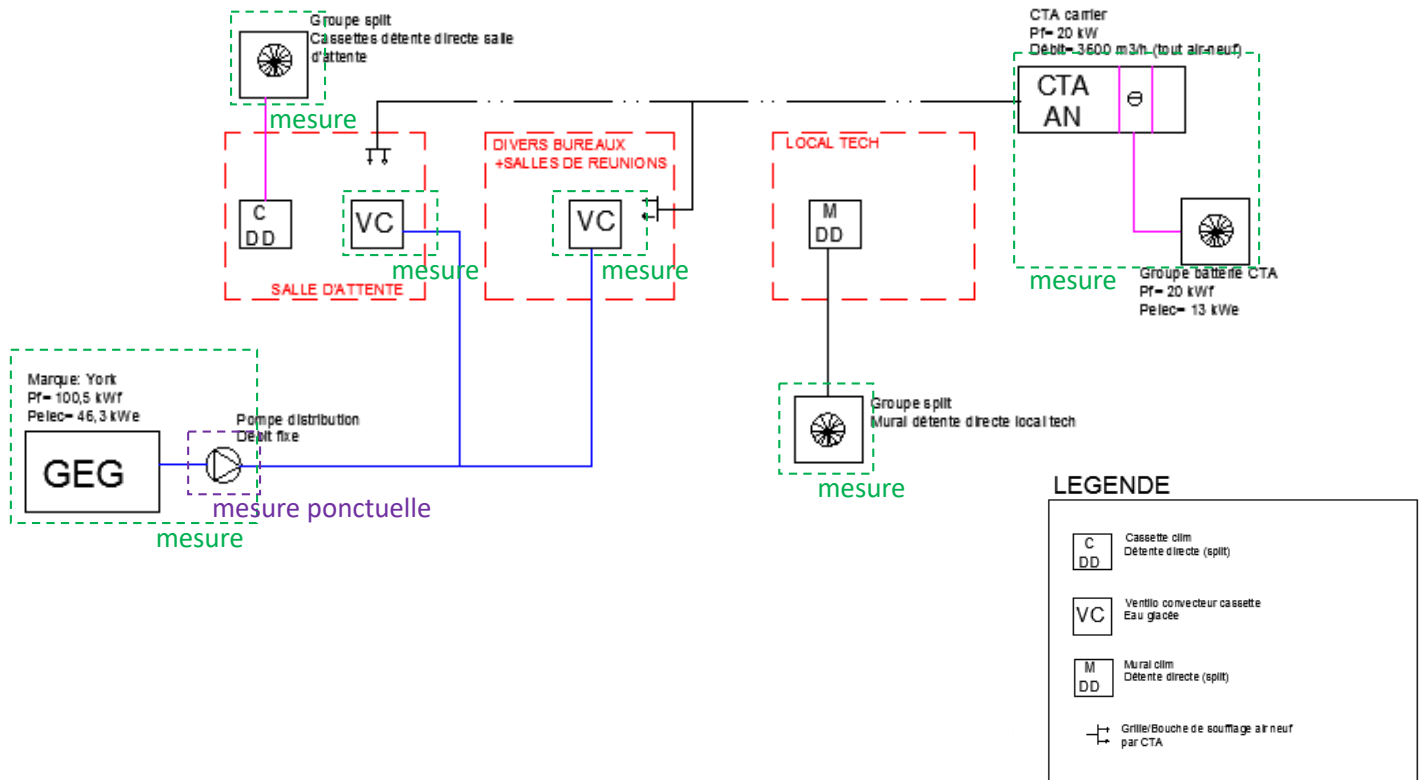 Groupe split
Cassettes détente directe salle
d'attente
mesure
CTA carrier
Pf= 20 kW
Débit= 3600 m3/h (tout air-neuf)
CTA
AN
DIVERS BUREAUX
+SALLES DE REUNIONS
LOCAL TECH
C
DD
VC
mesure
SALLE D'ATTENTE
VC
mesure
M
DD
mesure
Groupe batterie CTA
Pf= 20 kWf
Pelec= 13 kWe
Marque: York
Pf= 100,5 kWf
Pelec= 46,3 kWe
GEG
Pompe distribution
Débit fixe
mesure ponctuelle
mesure
Groupe split
Mural détente directe local tech
mesure
LEGENDE
C
DD
Cassette clim
Détente directe (split)
VC
Ventilo convecteur cassette
Eau glacée
M
DD
Mural clim
Détente directe (split)
Grille/Bouche de soufflage air neuf
par CTA